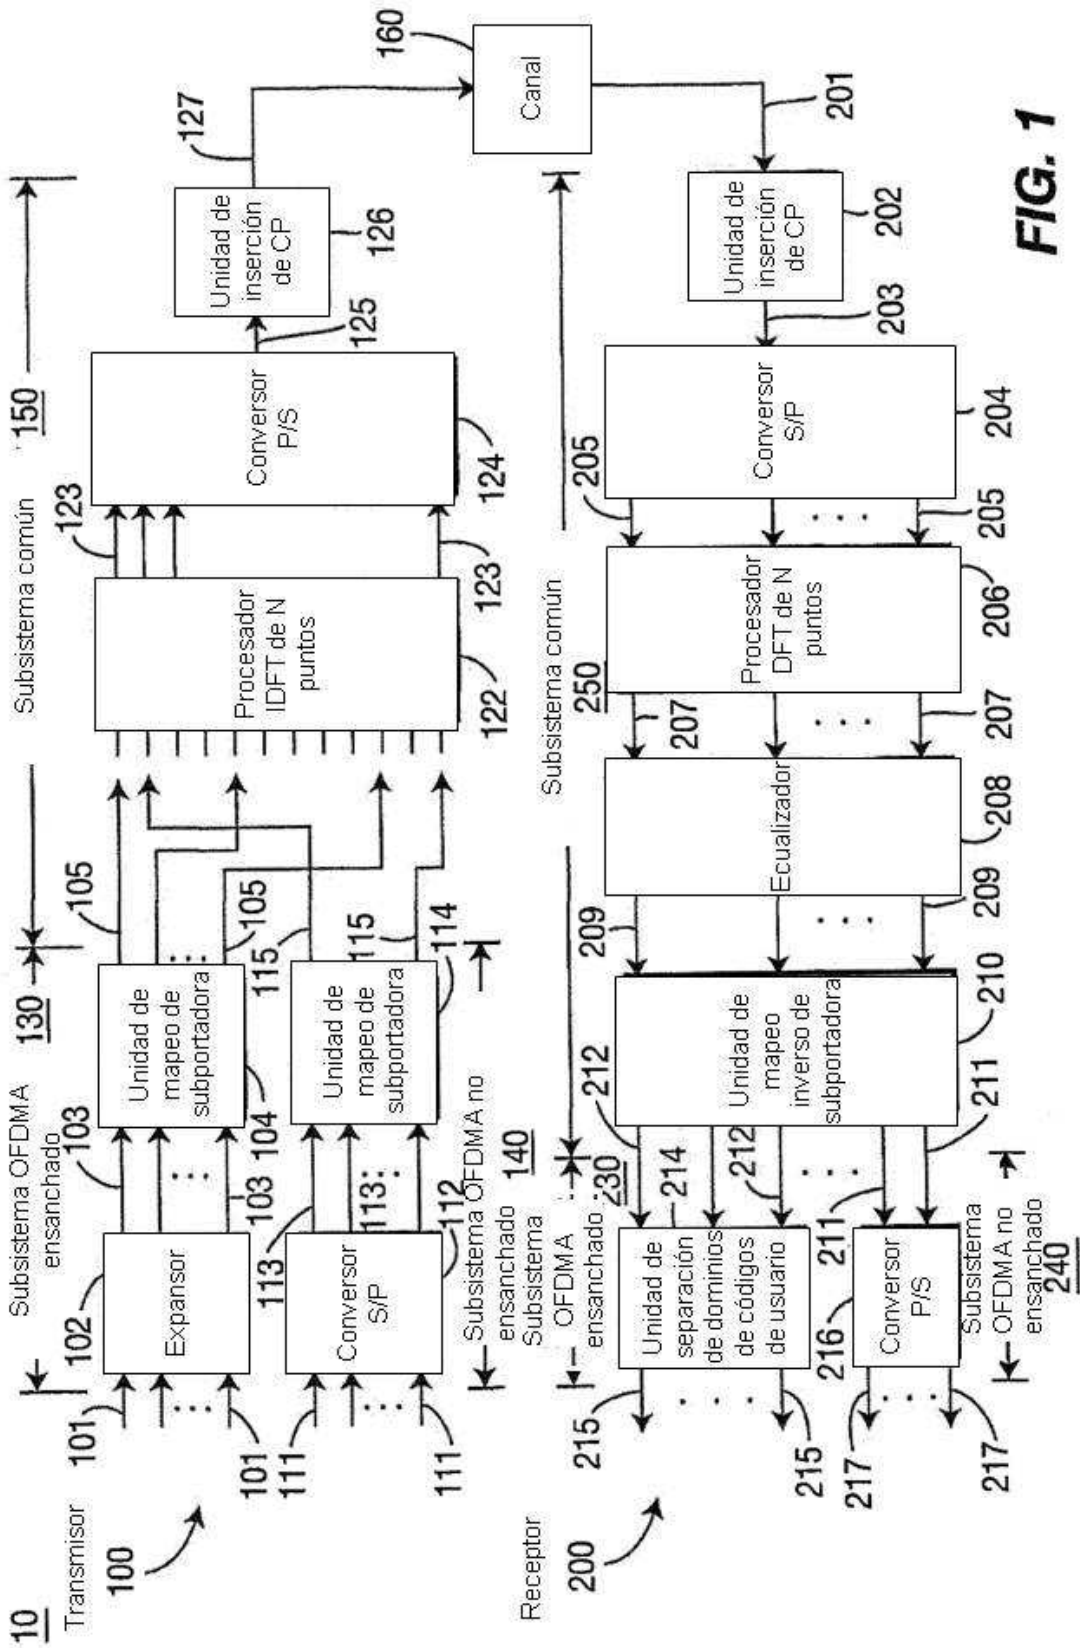 10
Transmisor
100
Subsistema OFDMA
ensanchado
130
Subsistema común
150
101
101
102
Expansor
103
103
104
Unidad de
mapeo de
subportadora
105
105
111
111
Conversor
S/P
112
113
113
Unidad de
mapeo de
subportadora
114
115
115
Subsistema OFDMA no
ensanchado
140
Procesador
IDFT de N
puntos
122
123
123
Conversor
P/S
124
125
Unidad de
inserción
de CP
126
127
Canal
160
Receptor
200
Subsistema
OFDMA
ensanchado
230
Subsistema común
250
201
Unidad de
inserción
de CP
202
203
Conversor
S/P
204
205
205
Procesador
DFT de N
puntos
206
207
207
Ecualizador
208
209
209
Unidad de
mapeo
inverso de
subportadora
210
211
211
212
212
Unidad de
separación
de dominios
de códigos
de usuario
214
215
215
Conversor
P/S
216
217
217
Subsistema
OFDMA no
ensanchado
240
FIG. 1